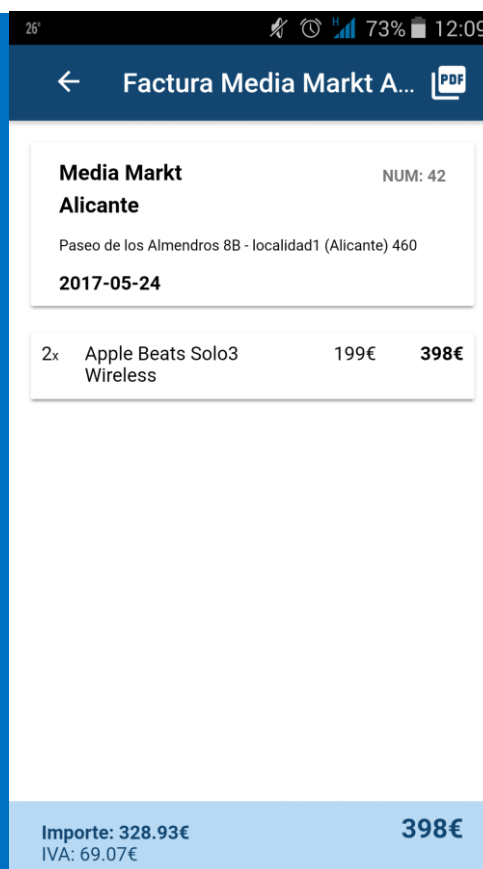 26°
H
73%
12:09
Factura Media Markt A...
PDF
Media Markt
Alicante
NUM: 42
Paseo de los Almendros 8B - localidad1 (Alicante) 460
2017-05-24
2x Apple Beats Solo3 199€ 398€
Wireless
Importe: 328.93€ 398€
IVA: 69.07€